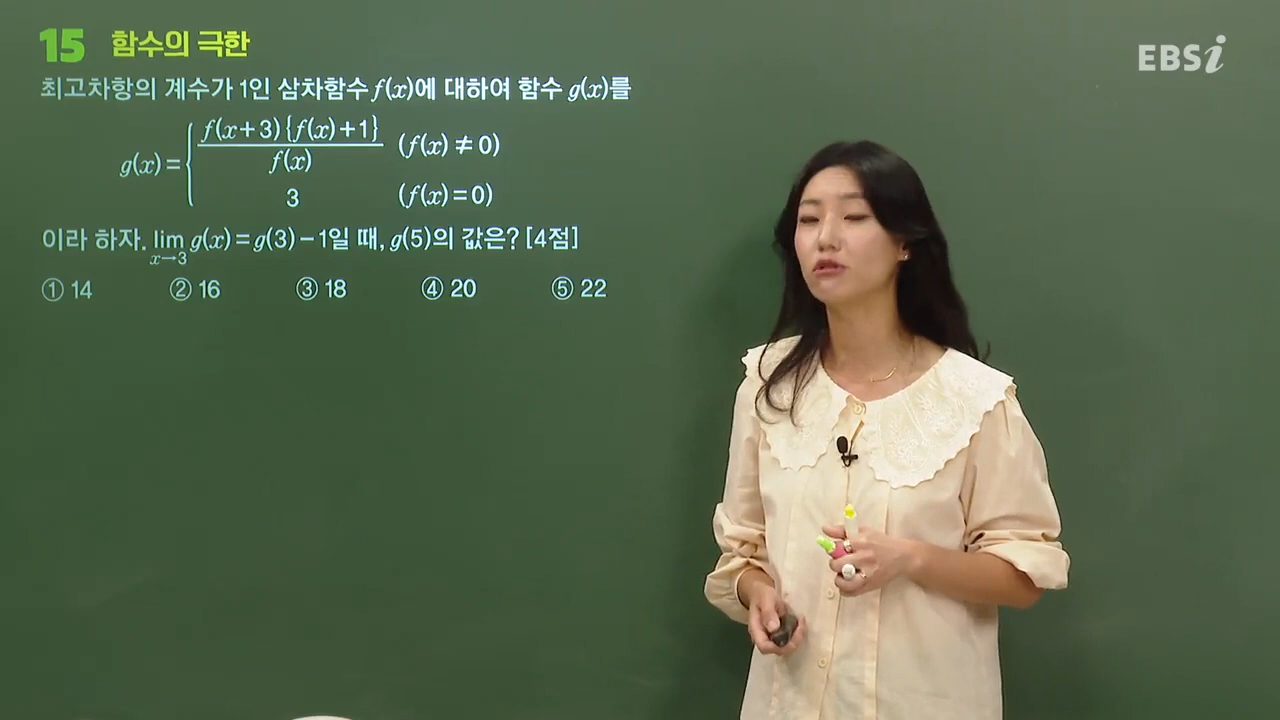 15 함수의 극한
EBSi
최고차항의 계수가 1인 삼차함수 f(x)에 대하여 함수 g(x)를
g(x)={ f(x+3){f(x)+1} / f(x) (f(x)≠0)
3 (f(x)=0)
이라 하자. lim x→3 g(x)=g(3)-1일 때, g(5)의 값은? [4점]
① 14 ② 16 ③ 18 ④ 20 ⑤ 22